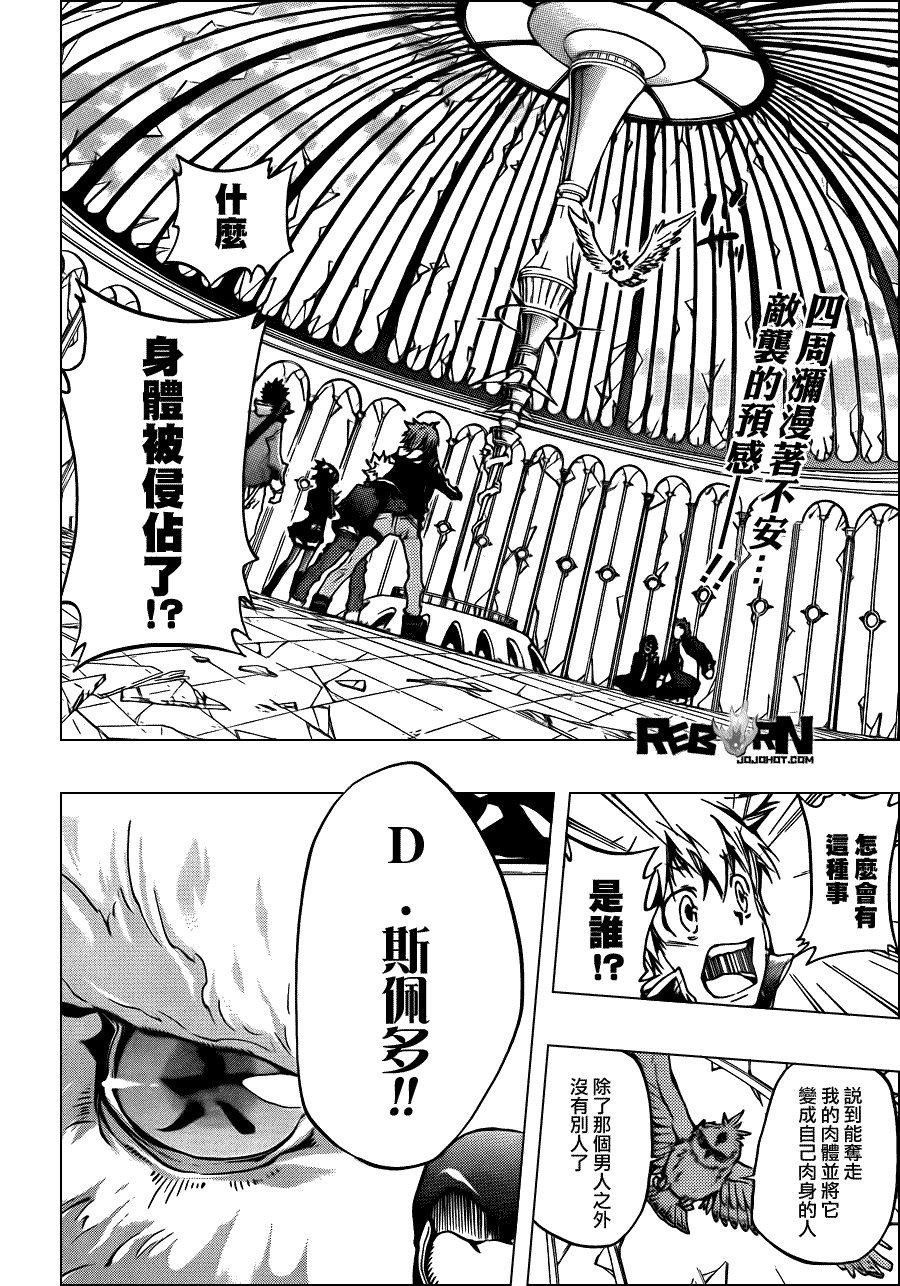 四周瀰漫著不安…
敵襲的預感——!!
什麼
身體被侵佔了!?
REBORN
JOJOHOT.COM
怎麼會有
這種事
是誰!?
説到能奪走
我的肉體並將它
變成自己肉身的人
除了那個男人之外
沒有別人了
D·斯佩多!!
六